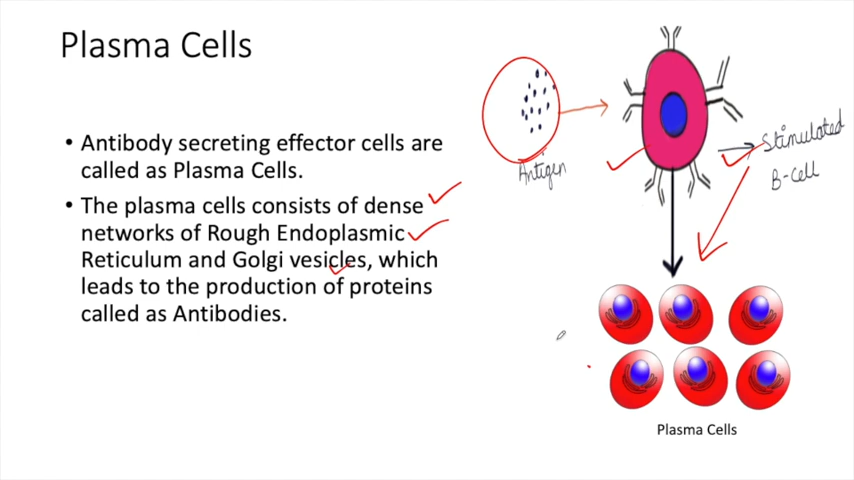 Plasma Cells
• Antibody secreting effector cells are
called as Plasma Cells.
• The plasma cells consists of dense
networks of Rough Endoplasmic
Reticulum and Golgi vesicles, which
leads to the production of proteins
called as Antibodies.
Antigen
Stimulated
B-cell
Plasma Cells